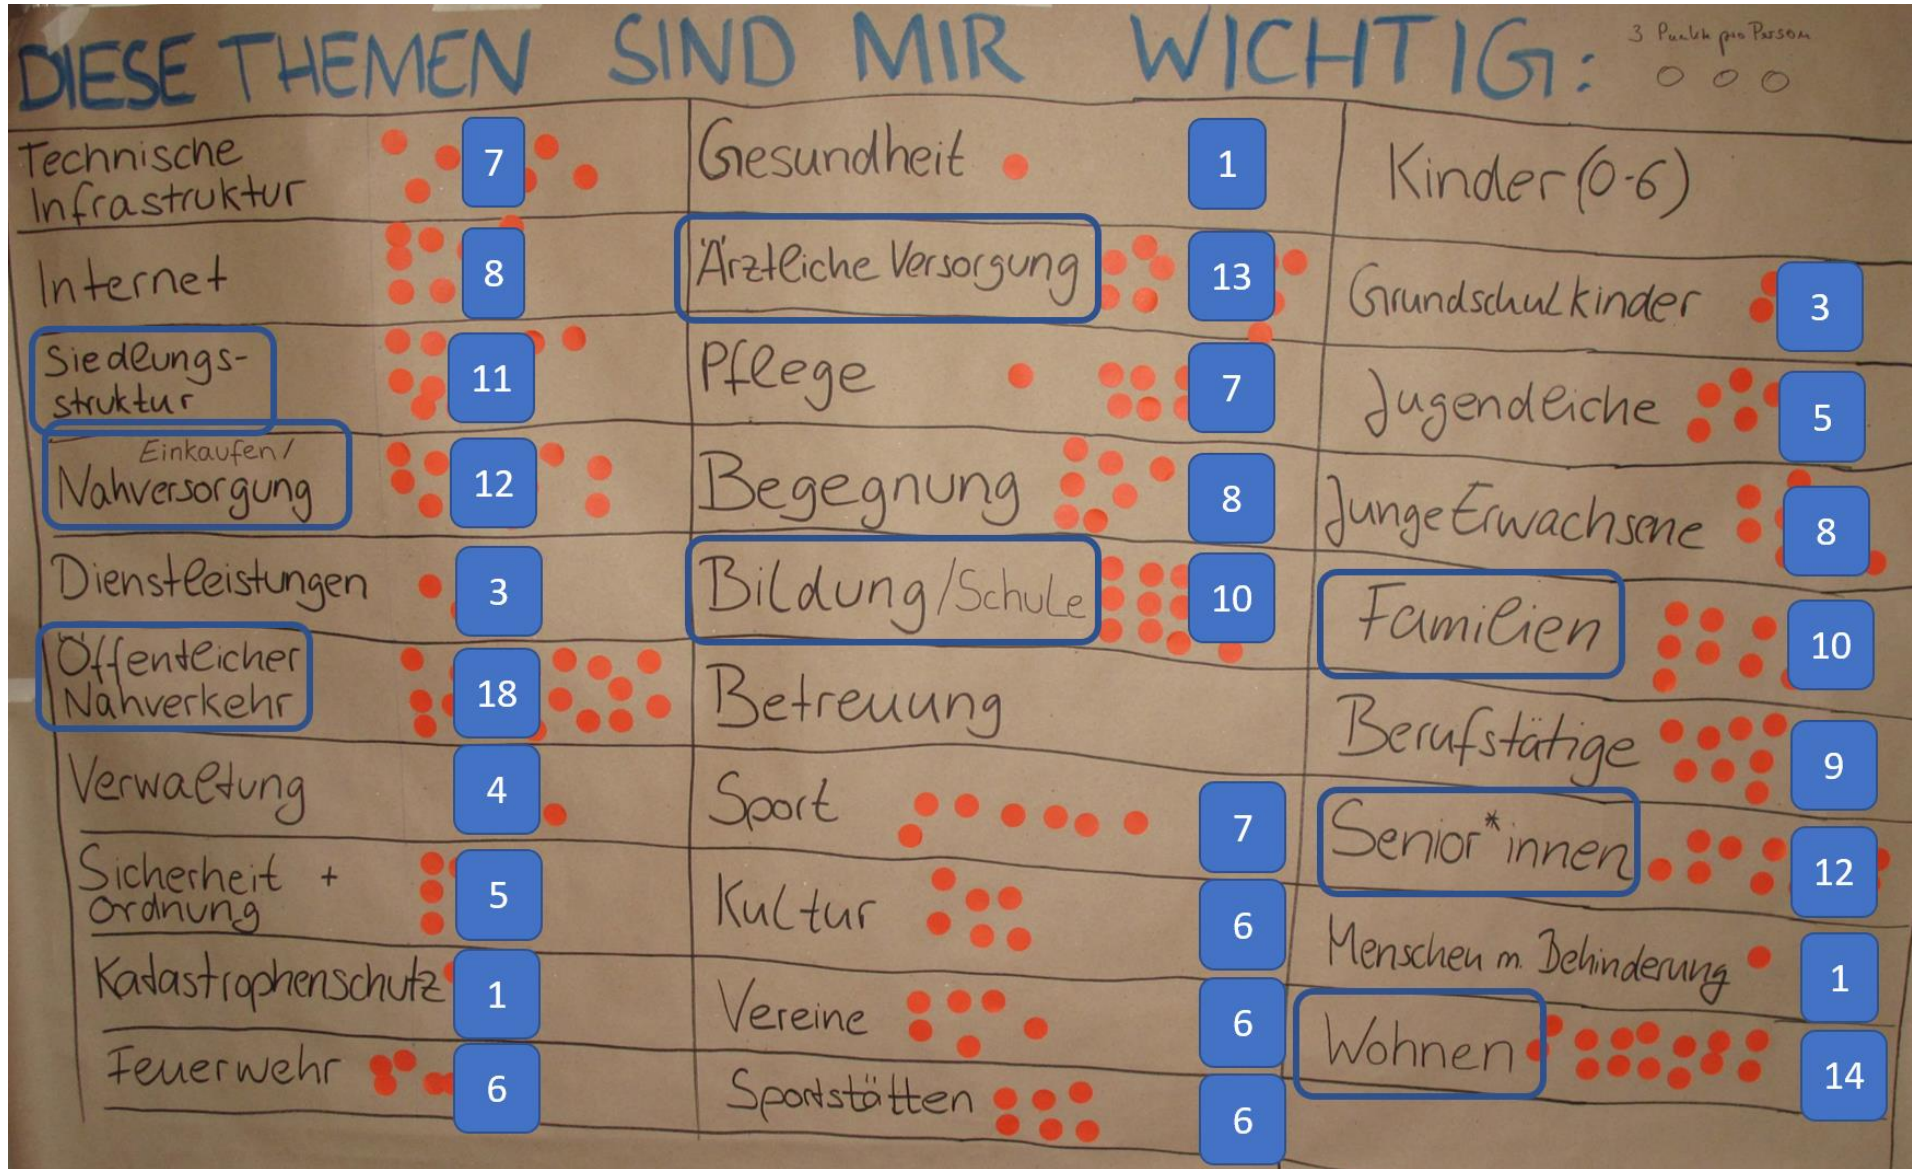 DIESE THEMEN SIND MIR WICHTIG:
3 Punkte pro Person
Technische
Infrastruktur
7
Internet
8
Siedlungs-
struktur
11
Einkaufen/
Nahversorgung
12
Dienstleistungen
3
Öffentlicher
Nahverkehr
18
Verwaltung
4
Sicherheit +
Ordnung
5
Katastrophenschutz
1
Feuerwehr
6
Gesundheit
1
Ärztliche Versorgung
13
Pflege
7
Begegnung
8
Bildung/Schule
10
Betreuung
Sport
7
Kultur
6
Vereine
6
Sportstätten
6
Kinder (0-6)
Grundschulkinder
3
Jugendliche
5
Junge Erwachsene
8
Familien
10
Berufstätige
9
Senior*innen
12
Menschen m. Behinderung
1
Wohnen
14